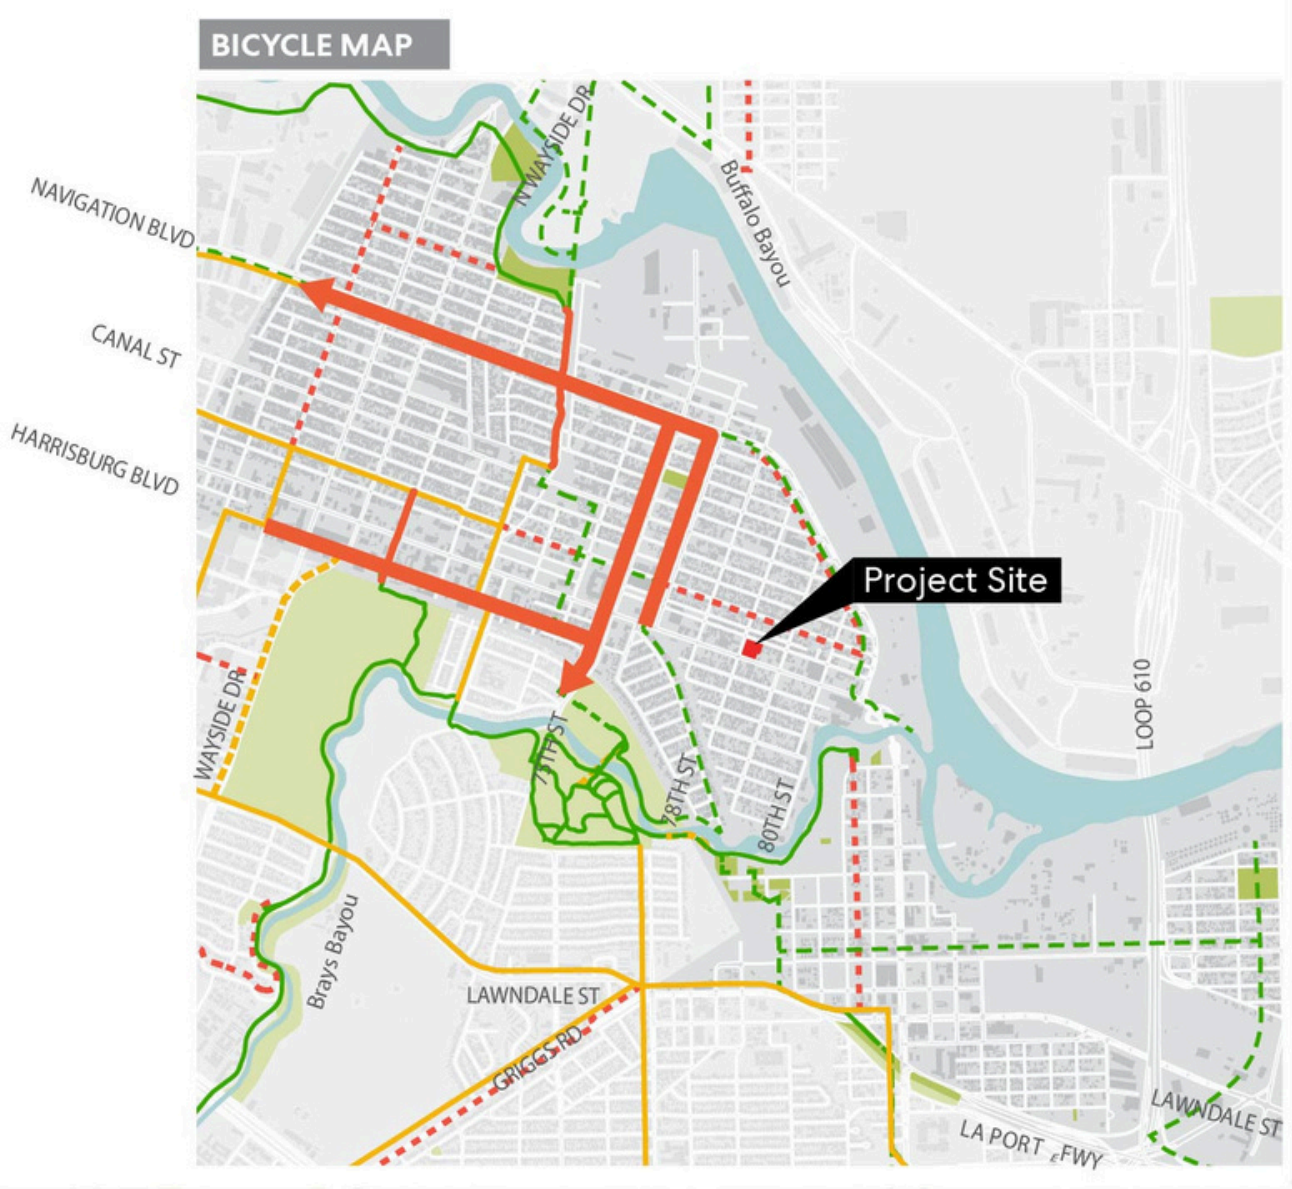 BICYCLE MAP
N WAYSIDE DR
NAVIGATION BLVD
Buffalo Bayou
CANAL ST
HARRISBURG BLVD
Project Site
WAYSIDE DR
75TH ST
78TH ST
80TH ST
LOOP 610
Brays Bayou
LAWNDALE ST
GRIGGS RD
LAWNDALE ST
LA PORT E FWY